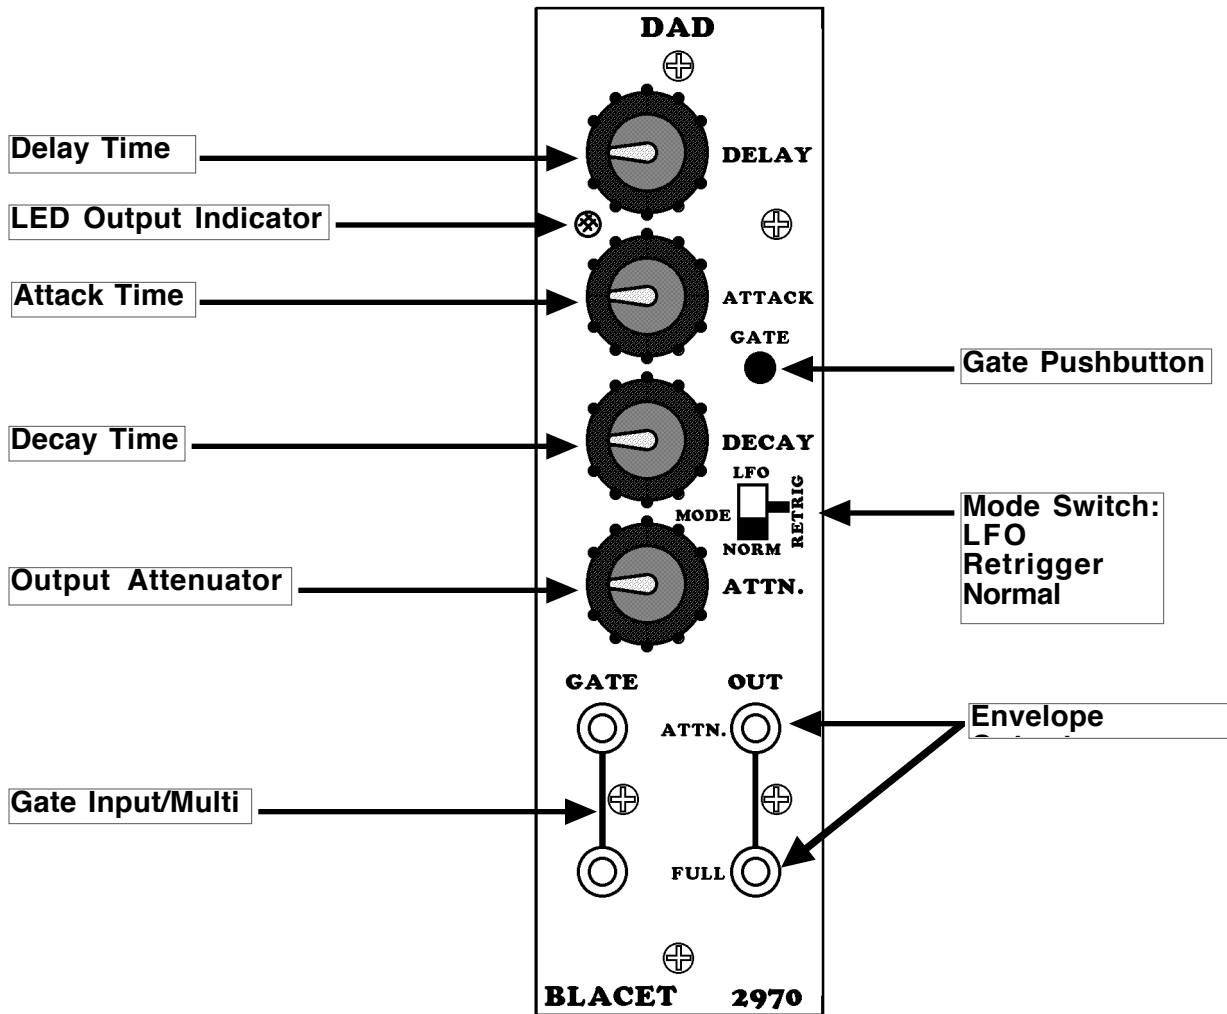 DAD
Delay Time
DELAY
LED Output Indicator
Attack Time
ATTACK
GATE
Gate Pushbutton
Decay Time
DECAY
LFO
MODE
RETRIG
NORM
Mode Switch:
LFO
Retrigger
Normal
Output Attenuator
ATTN.
GATE
OUT
ATTN.
Envelope
Gate Input/Multi
FULL
BLACET
2970